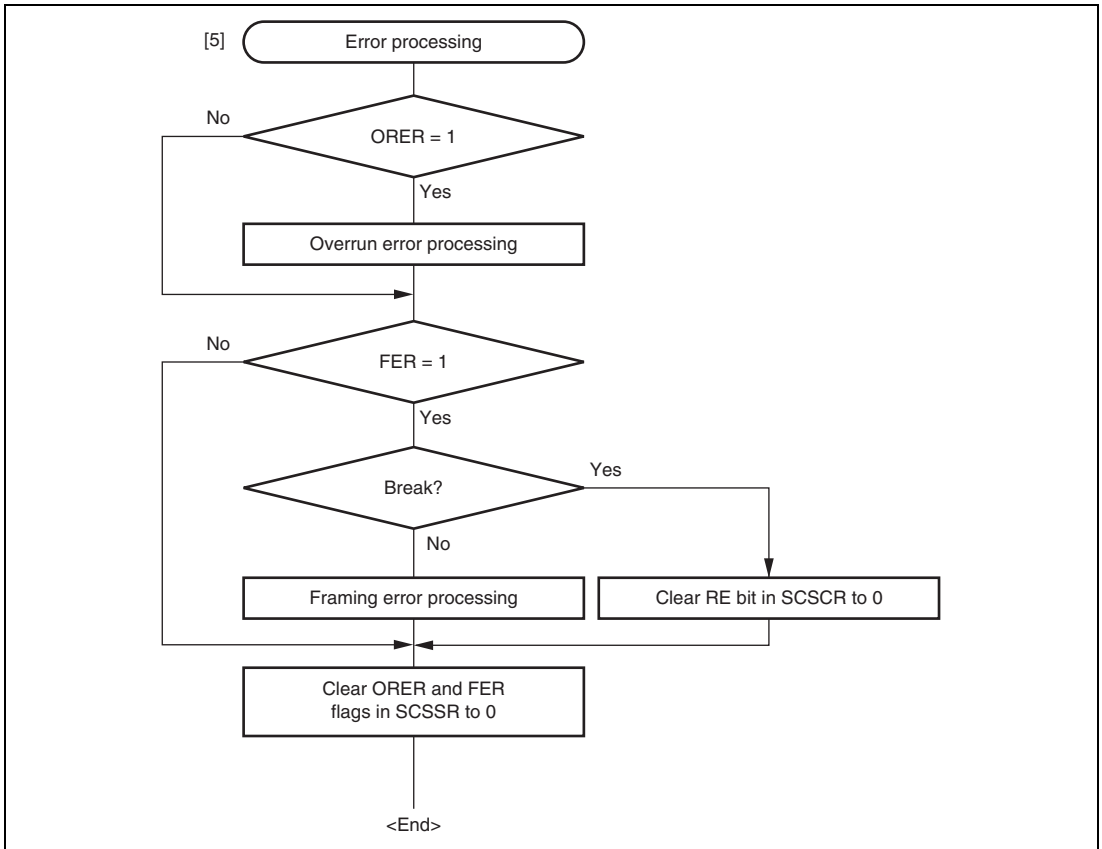 [5]
Error processing
No
ORER = 1
Yes
Overrun error processing
No
FER = 1
Yes
Break?
Yes
No
Framing error processing
Clear RE bit in SCSCR to 0
Clear ORER and FER
flags in SCSSR to 0
<End>